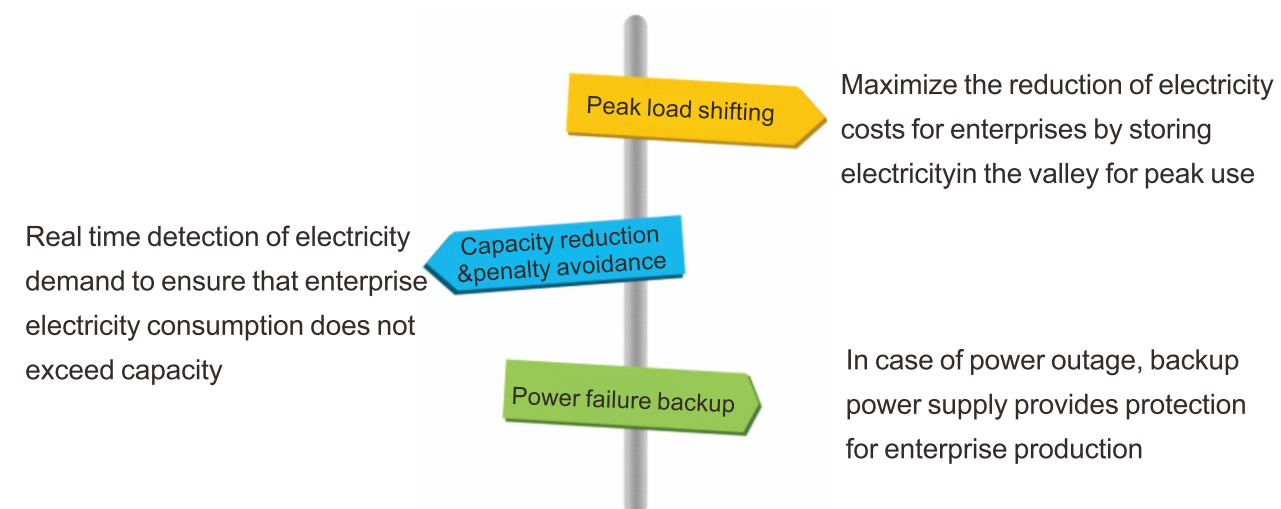 Peak load shifting
Maximize the reduction of electricity
costs for enterprises by storing
electricityin the valley for peak use
Capacity reduction
&penalty avoidance
Real time detection of electricity
demand to ensure that enterprise
electricity consumption does not
exceed capacity
Power failure backup
In case of power outage, backup
power supply provides protection
for enterprise production